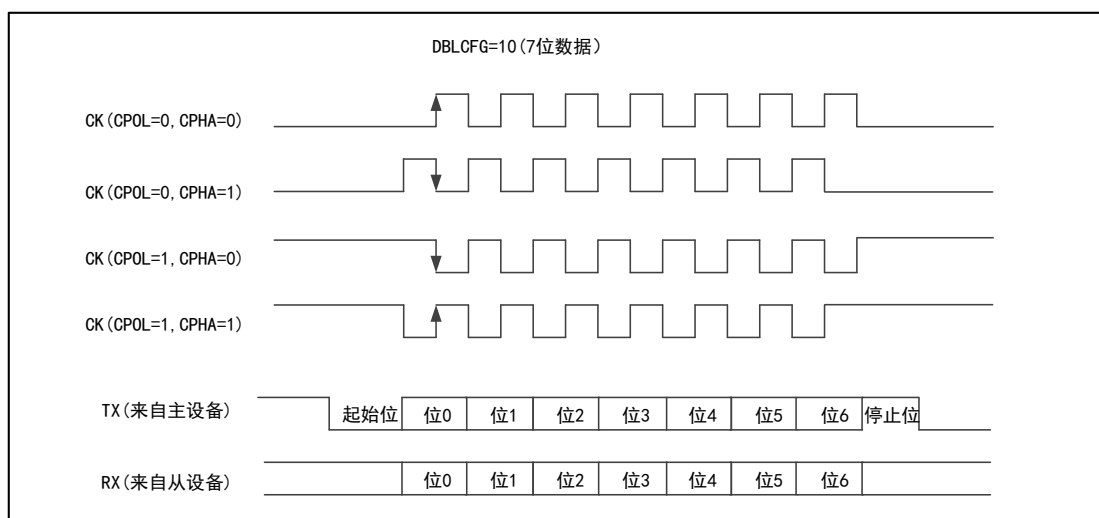 DBLCFG=10(7位数据)
CK(CPOL=0,CPHA=0)
CK(CPOL=0,CPHA=1)
CK(CPOL=1,CPHA=0)
CK(CPOL=1,CPHA=1)
TX(来自主设备) 起始位 位0 位1 位2 位3 位4 位5 位6 停止位
RX(来自从设备) 位0 位1 位2 位3 位4 位5 位6